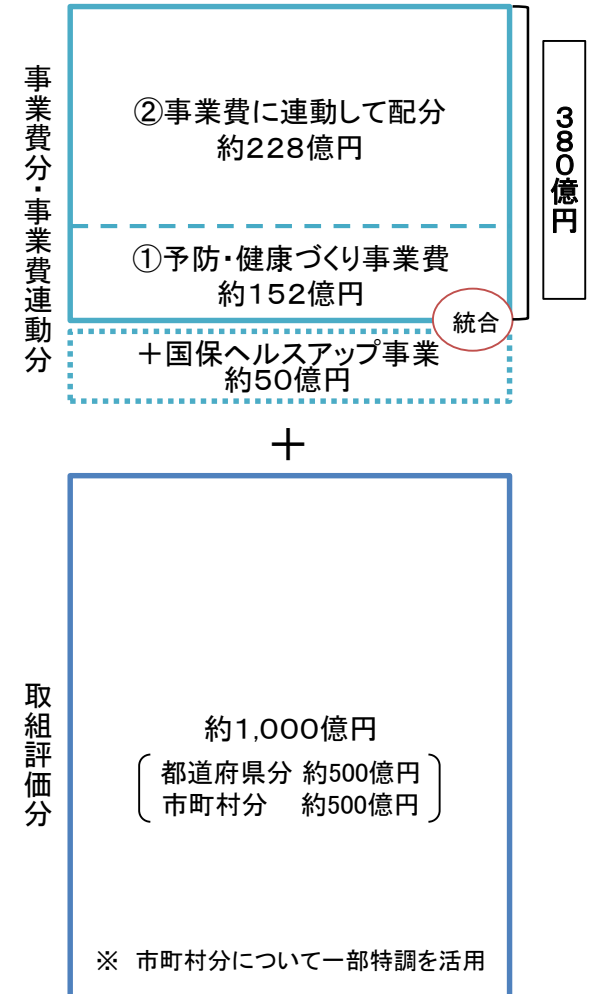 事業費分・事業費連動分
②事業費に連動して配分
約228億円
①予防・健康づくり事業費
約152億円
統合
+国保ヘルスアップ事業
約50億円
380億円
+
取組評価分
約1,000億円
都道府県分 約500億円
市町村分 約500億円
※ 市町村分について一部特調を活用